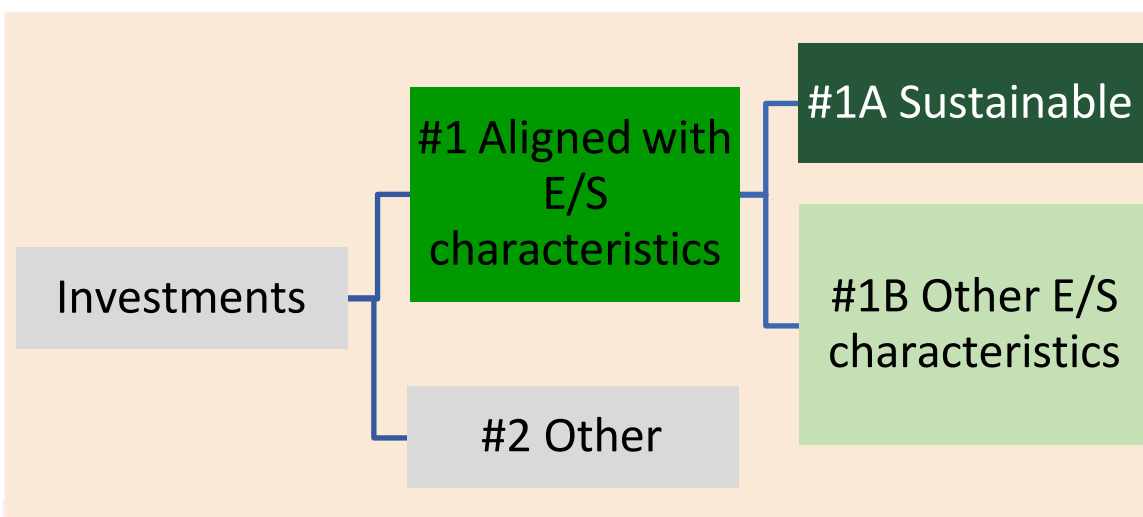 Investments
#1 Aligned with
E/S
characteristics
#2 Other
#1A Sustainable
#1B Other E/S
characteristics